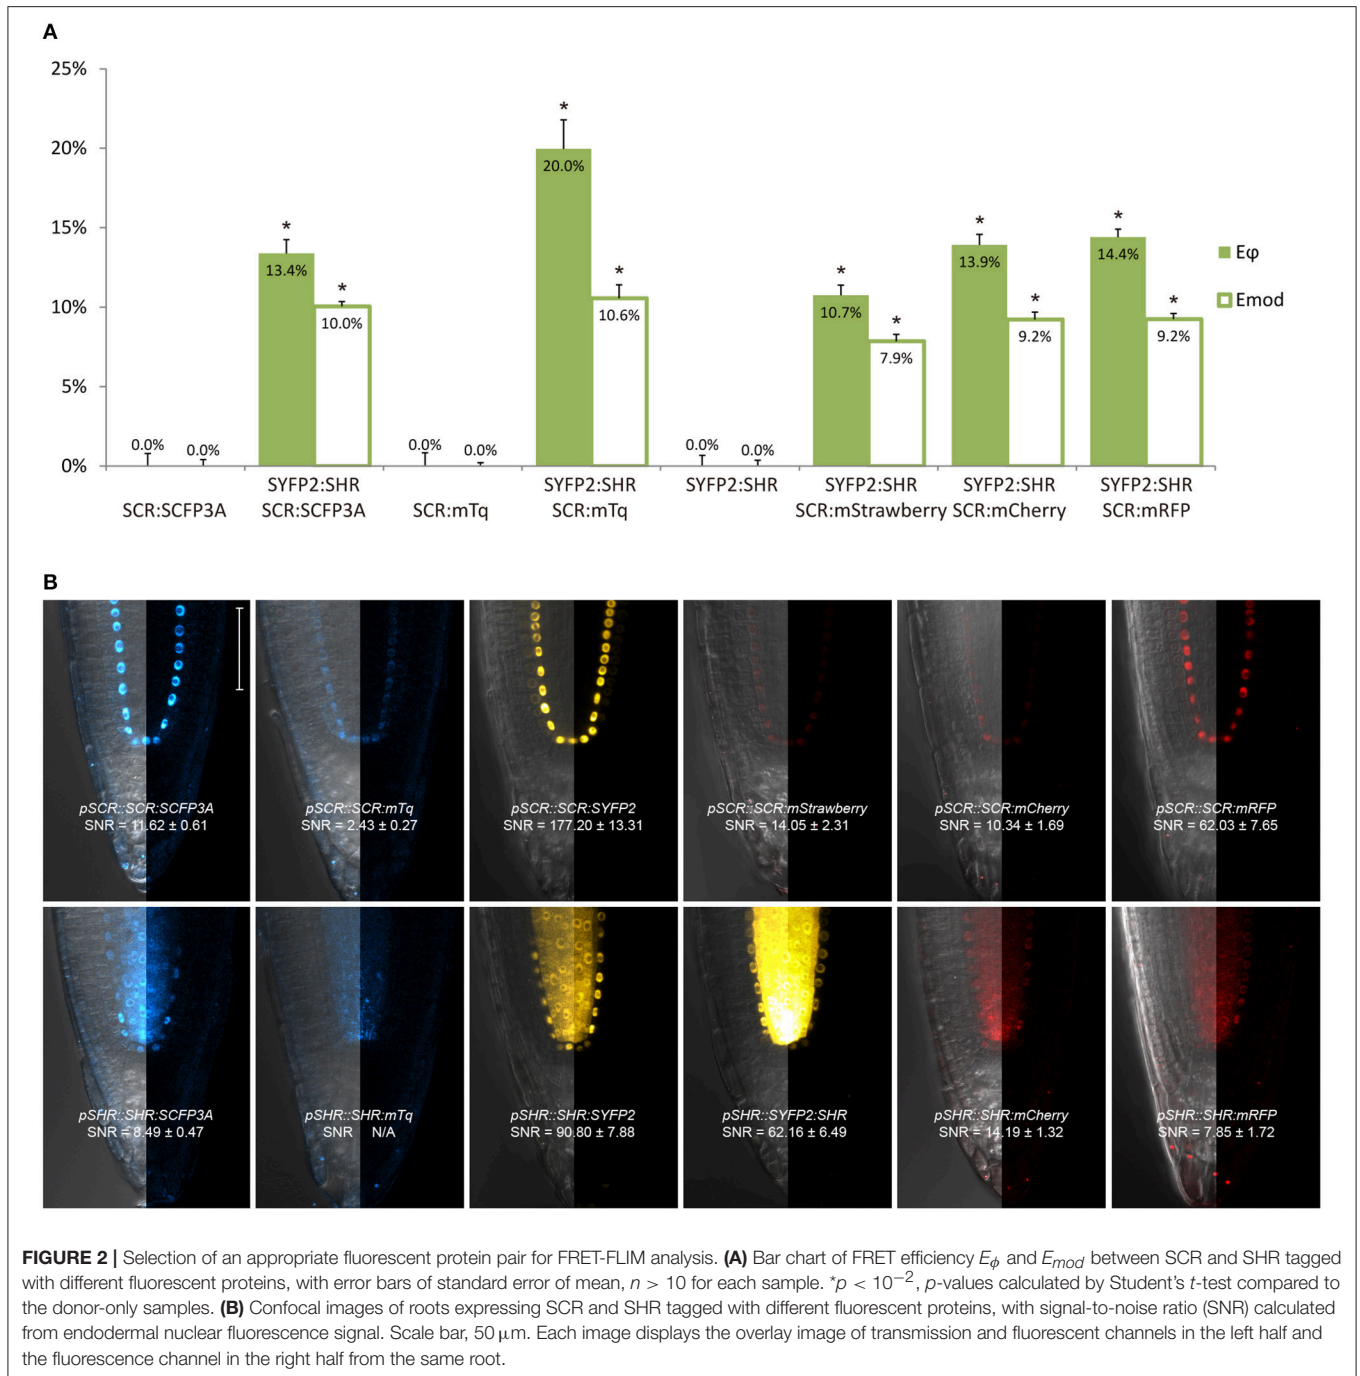 A
25%
20%
15%
10%
5%
0%
0.0%
0.0%
*
13.4%
*
10.0%
0.0%
0.0%
*
20.0%
*
10.6%
0.0%
0.0%
*
10.7%
*
7.9%
*
13.9%
*
9.2%
*
14.4%
*
9.2%
Eφ
Emod
SCR:SCFP3A
SYFP2:SHR
SCR:SCFP3A
SCR:mTq
SYFP2:SHR
SCR:mTq
SYFP2:SHR
SYFP2:SHR
SCR:mStrawberry
SYFP2:SHR
SCR:mCherry
SYFP2:SHR
SCR:mRFP
B
pSCR::SCR:SCFP3A
SNR = 11.62 ± 0.61
pSCR::SCR:mTq
SNR = 2.43 ± 0.27
pSCR::SCR:SYFP2
SNR = 177.20 ± 13.31
pSCR::SCR:mStrawberry
SNR = 14.05 ± 2.31
pSCR::SCR:mCherry
SNR = 10.34 ± 1.69
pSCR::SCR:mRFP
SNR = 62.03 ± 7.65
pSHR::SHR:SCFP3A
SNR = 8.49 ± 0.47
pSHR::SHR:mTq
SNR N/A
pSHR::SHR:SYFP2
SNR = 90.80 ± 7.88
pSHR::SYFP2:SHR
SNR = 62.16 ± 6.49
pSHR::SHR:mCherry
SNR = 14.19 ± 1.32
pSHR::SHR:mRFP
SNR = 7.85 ± 1.72
FIGURE 2 | Selection of an appropriate fluorescent protein pair for FRET-FLIM analysis. (A) Bar chart of FRET efficiency Eϕ and Emod between SCR and SHR tagged
with different fluorescent proteins, with error bars of standard error of mean, n > 10 for each sample. *p < 10−2, p-values calculated by Student's t-test compared to
the donor-only samples. (B) Confocal images of roots expressing SCR and SHR tagged with different fluorescent proteins, with signal-to-noise ratio (SNR) calculated
from endodermal nuclear fluorescence signal. Scale bar, 50 μm. Each image displays the overlay image of transmission and fluorescent channels in the left half and
the fluorescence channel in the right half from the same root.